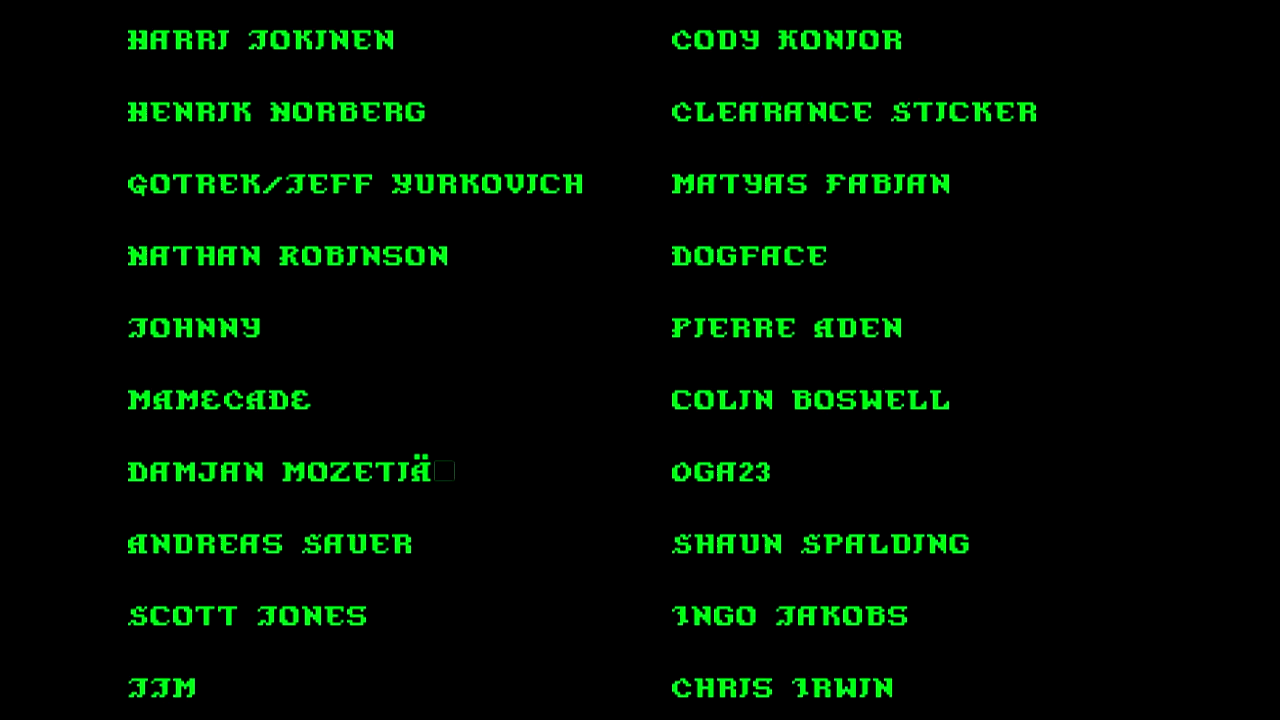 HARRI JOKINEN
CODY KONIOR
HENRIK NORBERG
CLEARANCE STICKER
GOTREK/JEFF YURKOVICH
MATYAS FABIAN
NATHAN ROBINSON
DOGFACE
JOHNNY
PIERRE ADEN
MAMECADE
COLIN BOSWELL
DAMJAN MOZETIÄ□
OGA23
ANDREAS SAUER
SHAUN SPALDING
SCOTT JONES
INGO JAKOBS
JJM
CHRIS IRWIN